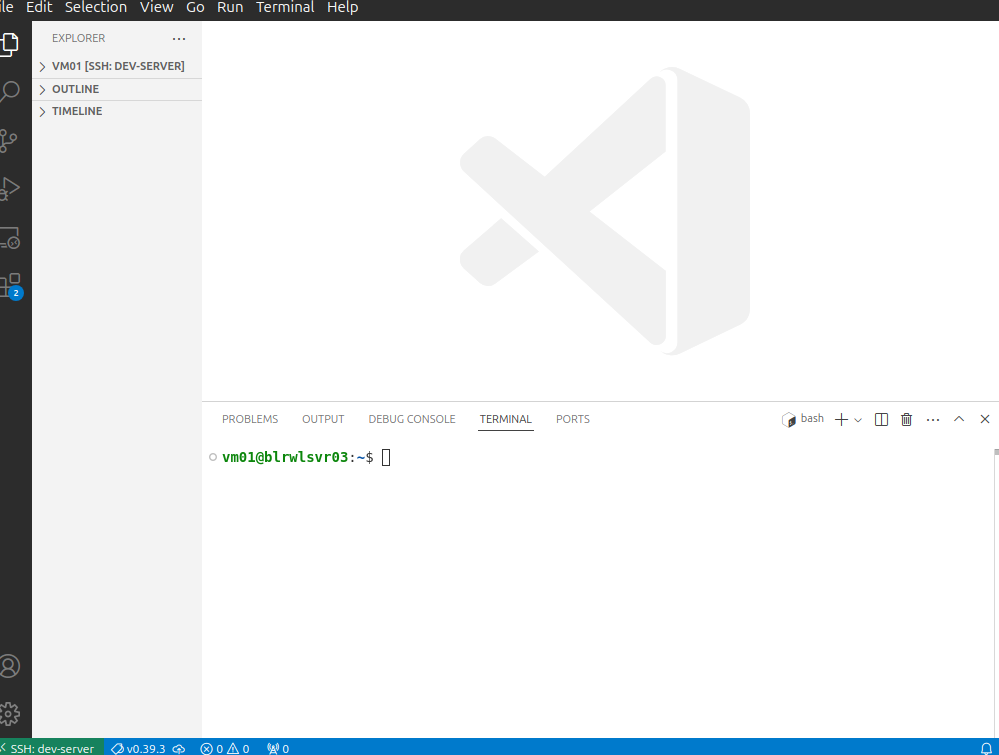 le Edit Selection View Go Run Terminal Help
EXPLORER ...
VM01 [SSH: DEV-SERVER]
OUTLINE
TIMELINE
2
PROBLEMS OUTPUT DEBUG CONSOLE TERMINAL PORTS bash
vm01@blrwlsvr03:~$
SSH: dev-server v0.39.3 0 0 0